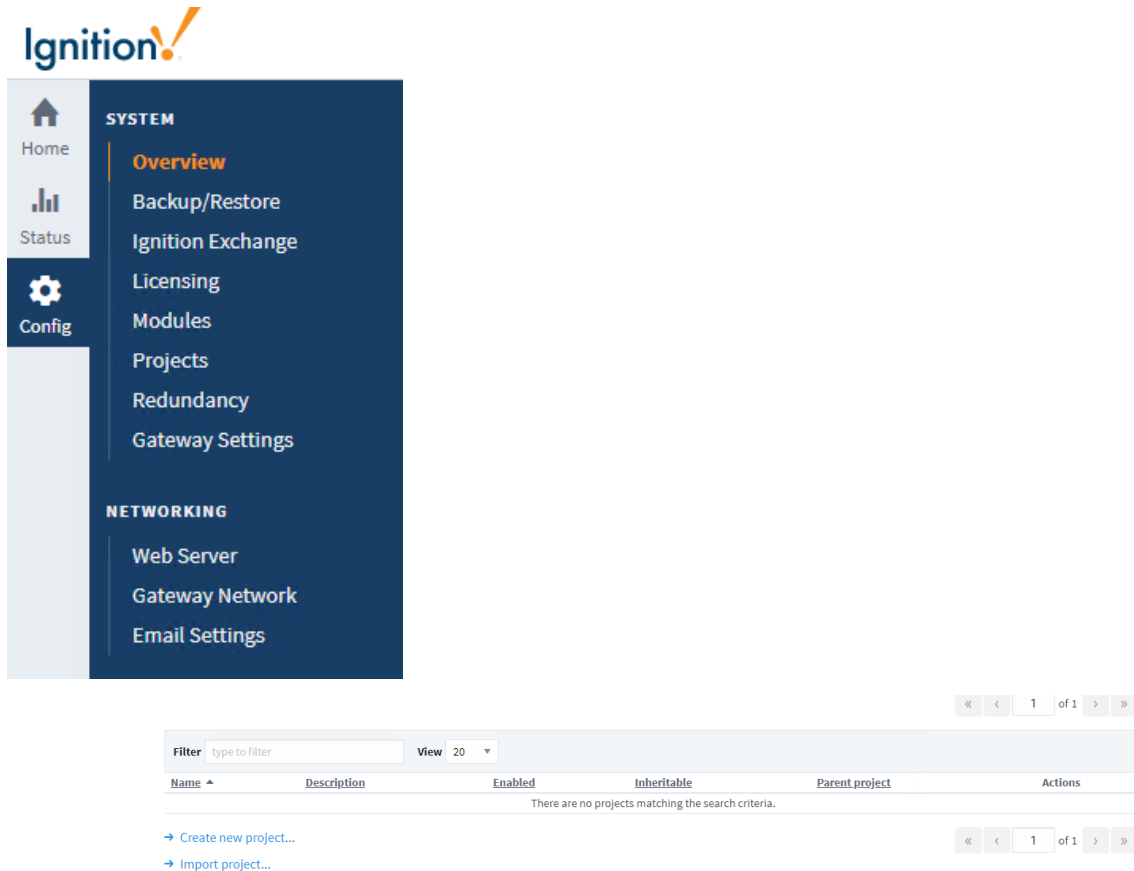 Ignition!
SYSTEM
Home
Overview
Backup/Restore
Status
Ignition Exchange
Licensing
Config
Modules
Projects
Redundancy
Gateway Settings
NETWORKING
Web Server
Gateway Network
Email Settings
« ‹ 1 of 1 › »
Filter type to filter View 20
Name Description Enabled Inheritable Parent project Actions
There are no projects matching the search criteria.
→ Create new project...
« ‹ 1 of 1 › »
→ Import project...